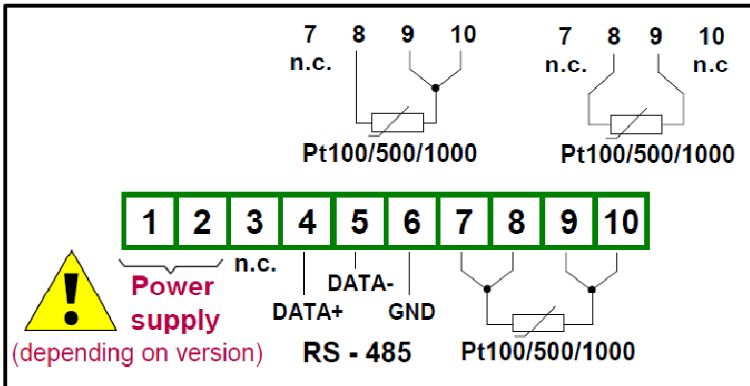 7 8 9 10
n.c.
Pt100/500/1000
7 8 9 10
n.c. n.c
Pt100/500/1000
1 2 3 4 5 6 7 8 9 10
n.c.
Power
supply
(depending on version)
DATA-
DATA+ GND
RS - 485
Pt100/500/1000
!